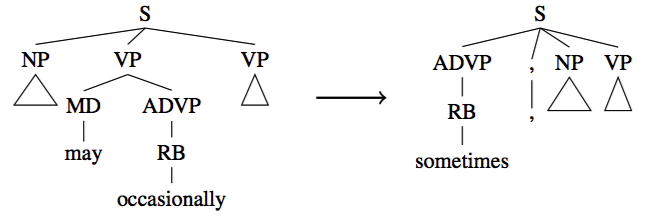 S S
NP VP VP ADVP , NP VP
MD ADVP RB ,
may RB sometimes
occasionally